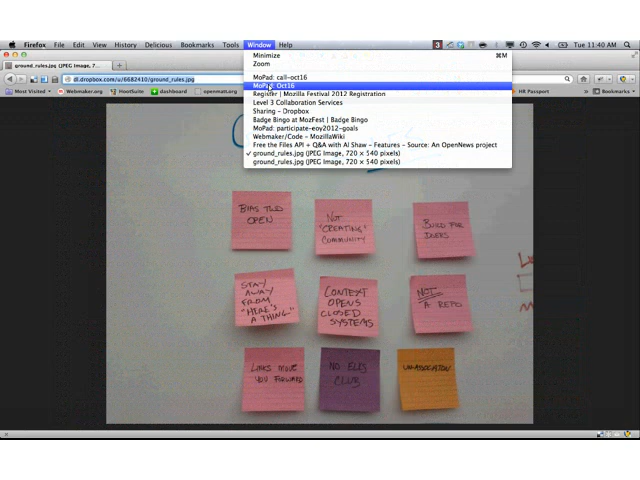 Firefox File Edit View History Delicious Bookmarks Tools Window Help
3
Tue 11:40 AM
ground_rules.jpg (JPEG Image, 7...
dl.dropbox.com/u/6682410/ground_rules.jpg
Most Visited
Webmaker.org
HootSuite
dashboard
openmatt.org
HR Passport
Bookmarks
Minimize ⌘M
Zoom
MoPad: call-oct16
MoPad: Oct16
Register | Mozilla Festival 2012 Registration
Level 3 Collaboration Services
Sharing - Dropbox
Badge Bingo at MozFest | Badge Bingo
MoPad: participate-eoy2012-goals
Webmaker/Code - MozillaWiki
Free the Files API + Q&A with Al Shaw - Features - Source: An OpenNews project
✓ ground_rules.jpg (JPEG Image, 720 × 540 pixels)
ground_rules.jpg (JPEG Image, 720 × 540 pixels)
BIAS TWD
OPEN
NOT
"CREATING"
COMMUNITY
BUILD FOR
STAY
AWAY
FROM
"HERE'S
A THING"
CONTEXT
OPENS
CLOSED
SYSTEMS
NOT
A REPO
LINKS MOVE
YOU FORWARD
NO ELKS
CLUB